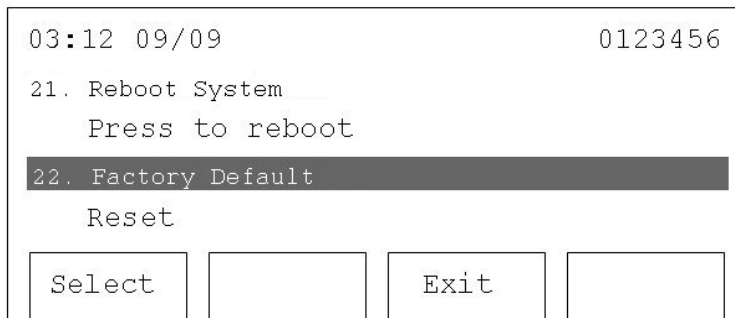 03:12 09/09 0123456
21. Reboot System
Press to reboot
22. Factory Default
Reset
Select Exit